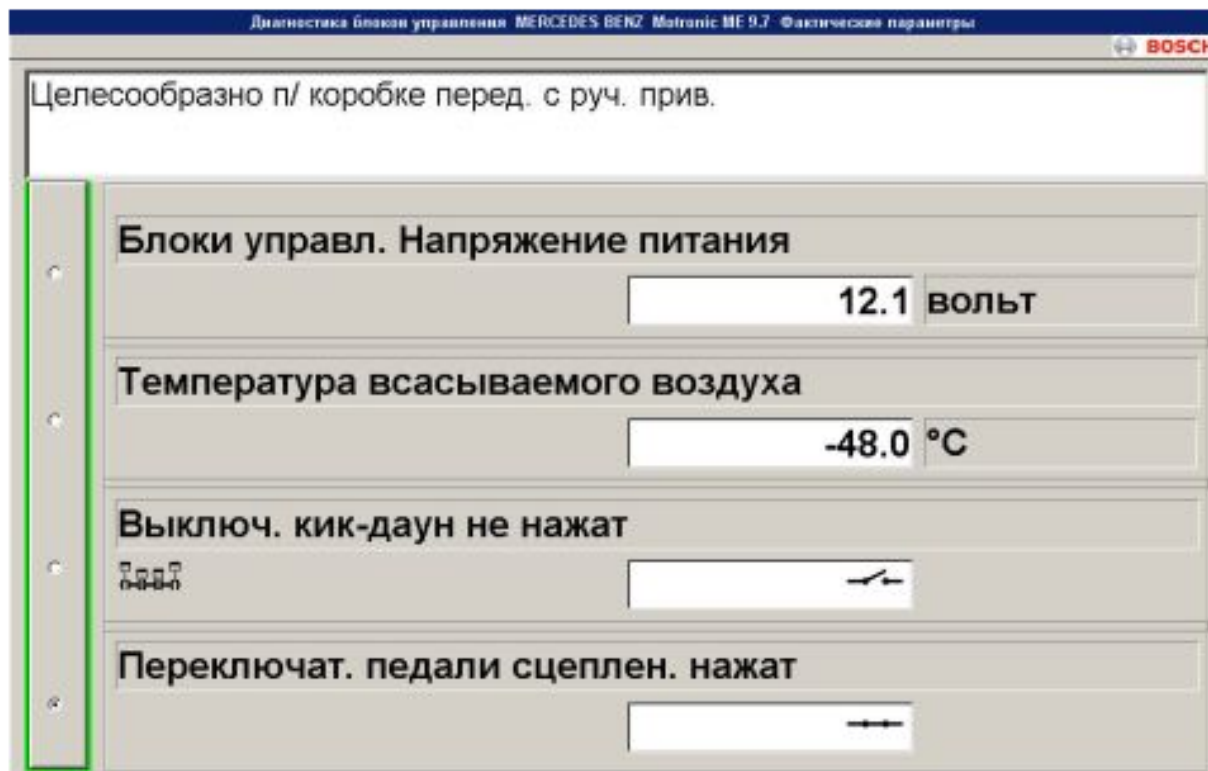 Диагностика блоков управления MERCEDES BENZ Motronic ME 9.7 Фактические параметры
BOSCH
Целесообразно п/ коробке перед. с руч. прив.
Блоки управл. Напряжение питания
12.1 вольт
Температура всасываемого воздуха
-48.0 °C
Выключ. кик-даун не нажат
Переключат. педали сцеплен. нажат